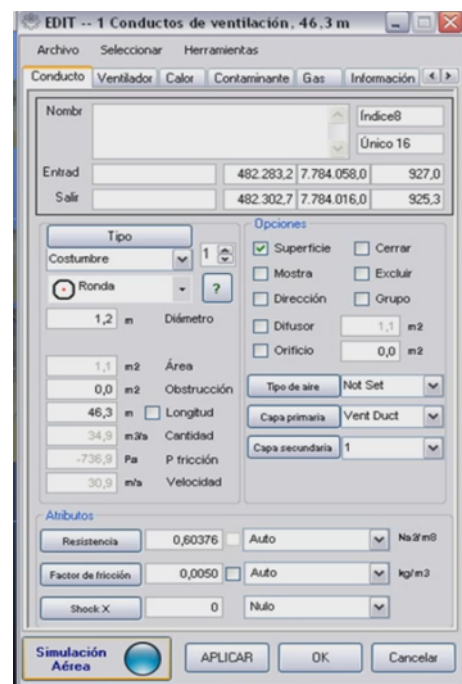 EDIT -- 1 Conductos de ventilación, 46,3 m
Archivo Seleccionar Herramientas
Conducto Ventilador Calor Contaminante Gas Información
Nombr Índice8
Único 16
Entrad 482.283,2 7.784.058,0 927,0
Salir 482.302,7 7.784.016,0 925,3
Tipo
Costumbre 1
Ronda ?
1,2 m Diámetro
1,1 m2 Área
0,0 m2 Obstrucción
46,3 m Longitud
34,9 m3/s Cantidad
-736,9 Pa P fricción
30,9 m/s Velocidad
Opciones
Superficie Cerrar
Mostra Excluir
Dirección Grupo
Difusor 1,1 m2
Orificio 0,0 m2
Tipo de aire Not Set
Capa primaria Vent Duct
Capa secundaria 1
Atributos
Resistencia 0,60376 Auto Ns2/m8
Factor de fricción 0,0050 Auto kg/m3
Shock X 0 Nulo
Simulación
Aérea
APLICAR OK Cancelar